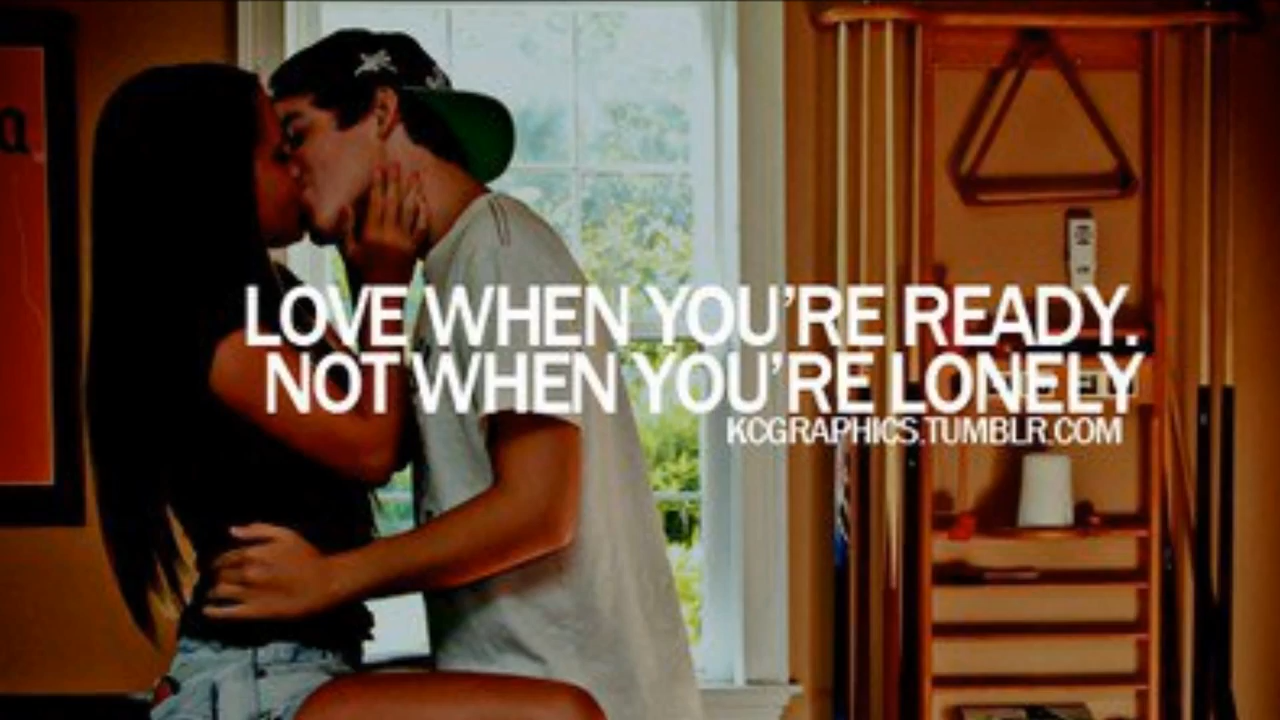 a
LOVE WHEN YOU'RE READY.
NOT WHEN YOU'RE LONELY
KCGRAPHICS.TUMBLR.COM